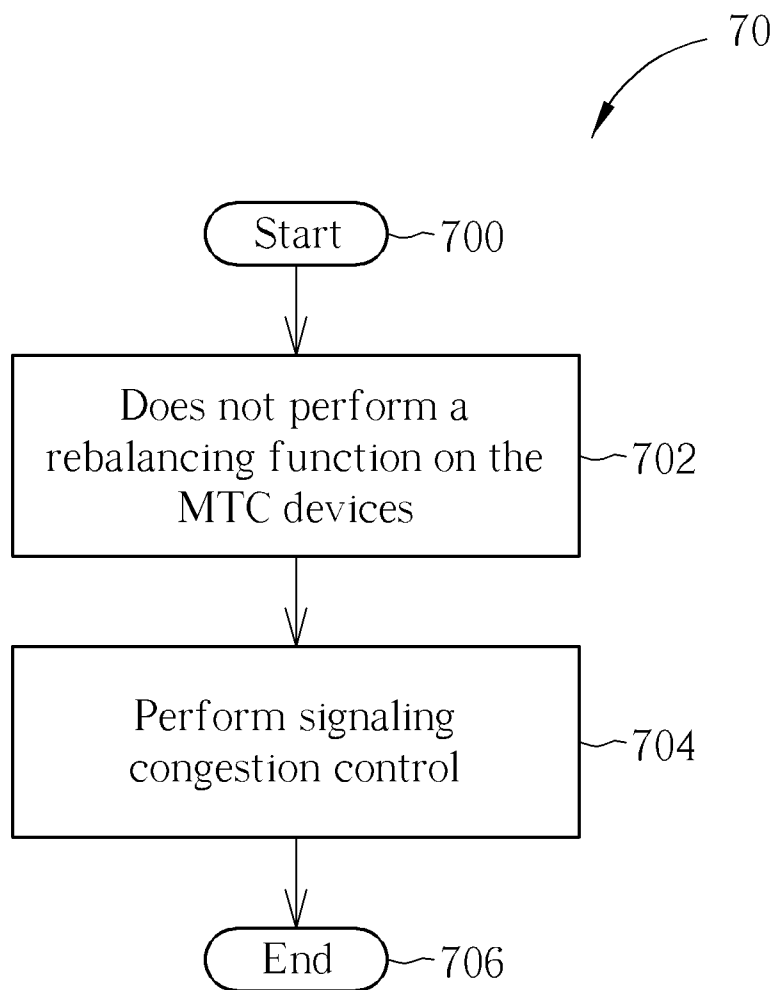 70
Start
700
Does not perform a
rebalancing function on the
MTC devices
702
Perform signaling
congestion control
704
End
706